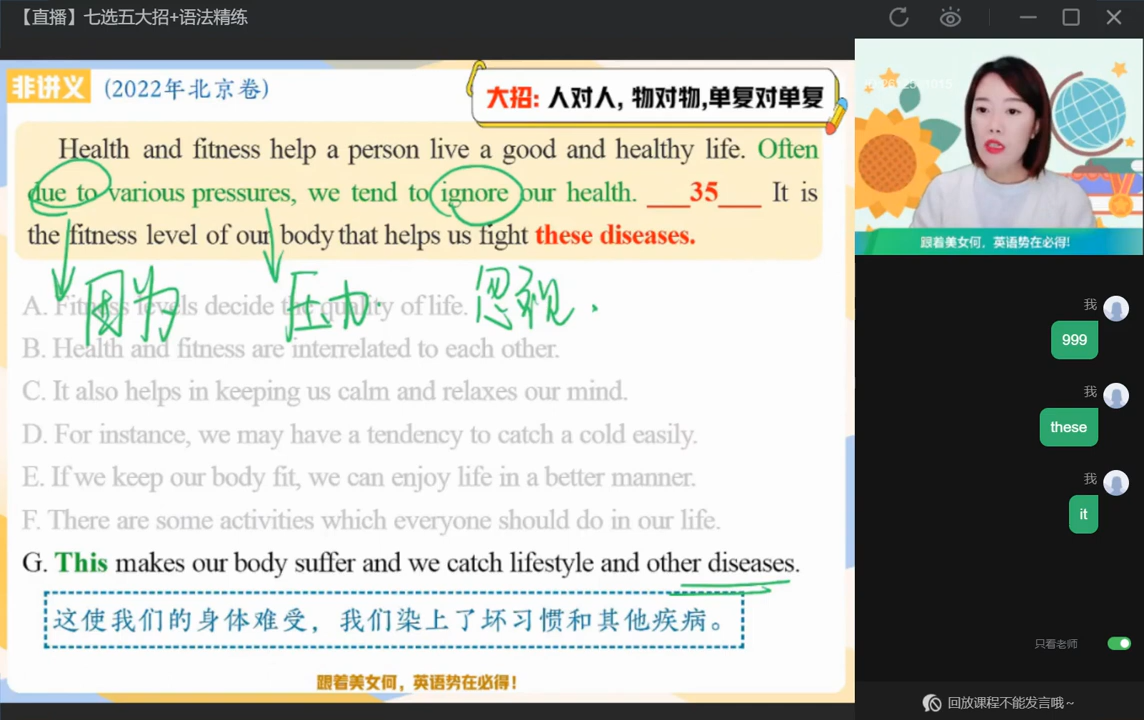 【直播】七选五大招+语法精练
非讲义 (2022年北京卷)
大招: 人对人, 物对物,单复对单复
Health and fitness help a person live a good and healthy life. Often
due to various pressures, we tend to ignore our health. ___35___ It is
the fitness level of our body that helps us fight these diseases.
因为 压力 忽视.
A. Fitness levels decide the quality of life.
B. Health and fitness are interrelated to each other.
C. It also helps in keeping us calm and relaxes our mind.
D. For instance, we may have a tendency to catch a cold easily.
E. If we keep our body fit, we can enjoy life in a better manner.
F. There are some activities which everyone should do in our life.
G. This makes our body suffer and we catch lifestyle and other diseases.
这使我们的身体难受，我们染上了坏习惯和其他疾病。
跟着美女何，英语势在必得！
跟着美女何，英语势在必得!
我
999
我
these
我
it
只看老师
回放课程不能发言哦~